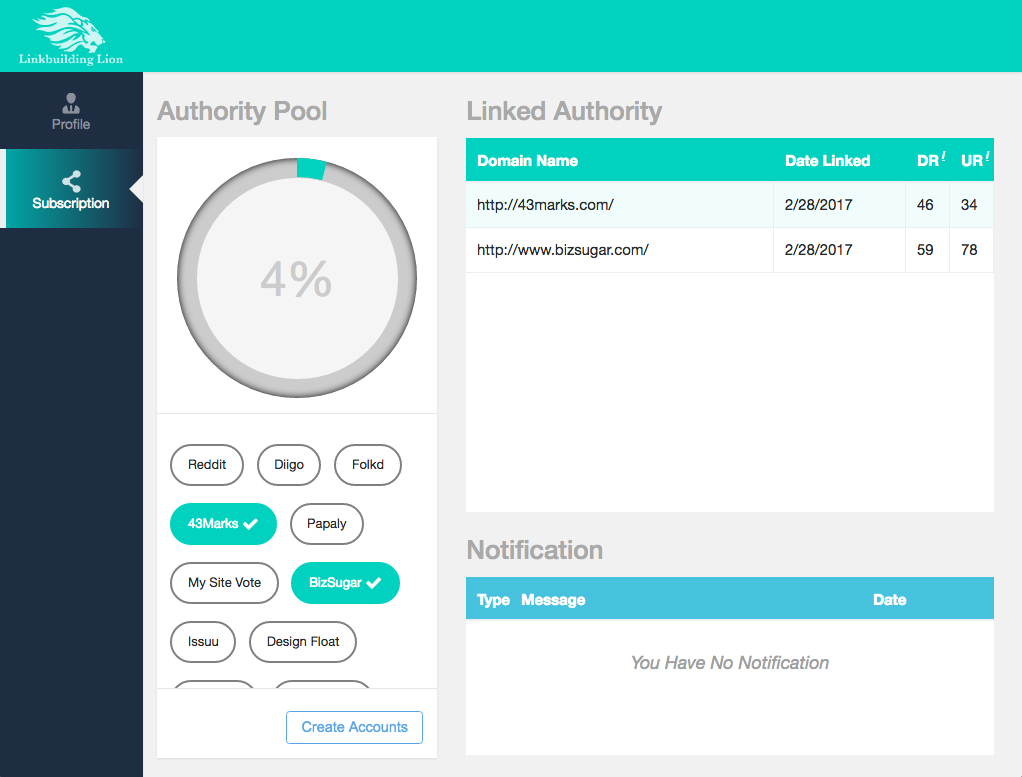 Linkbuilding Lion
Profile
Subscription
Authority Pool
4%
Reddit Diigo Folkd
43Marks Papaly
My Site Vote BizSugar
Issuu Design Float
Create Accounts
Linked Authority
Domain Name Date Linked DR! UR!
http://43marks.com/ 2/28/2017 46 34
http://www.bizsugar.com/ 2/28/2017 59 78
Notification
Type Message Date
You Have No Notification